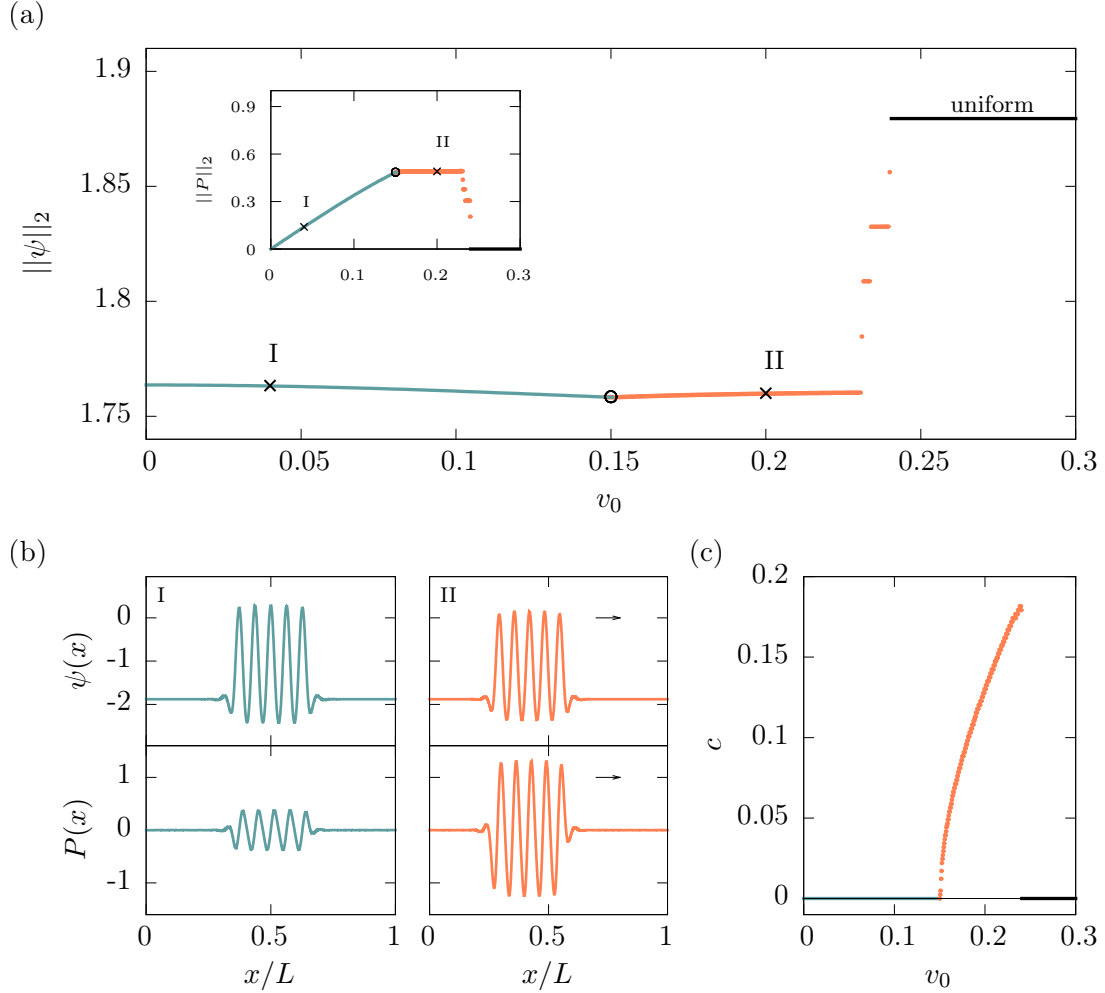 (a)
1.9
1.85
1.8
1.75
||ψ||₂
0 0.05 0.1 0.15 0.2 0.25 0.3
v₀
uniform
I
II
0.9
0.6
0.3
0
||P||₂
0 0.1 0.2 0.3
I
II
(b)
I
II
0
-1
-2
ψ(x)
1
0
-1
P(x)
0 0.5 1
x/L
0 0.5 1
x/L
(c)
0.2
0.15
0.1
0.05
0
c
0 0.1 0.2 0.3
v₀